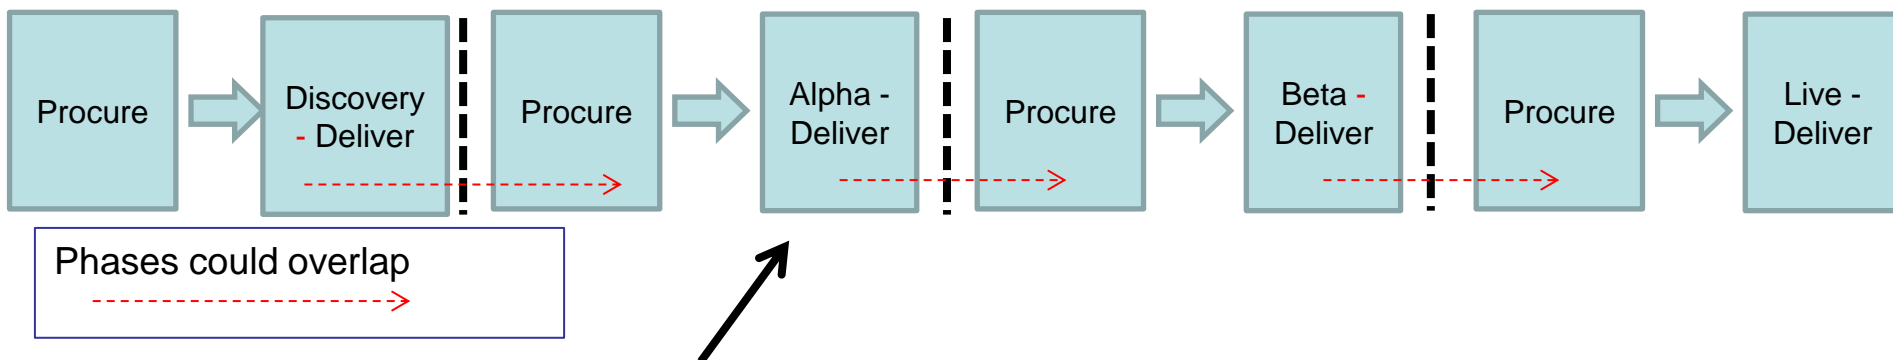 Procure
Discovery
- Deliver
Procure
Alpha -
Deliver
Procure
Beta -
Deliver
Procure
Live -
Deliver
Phases could overlap